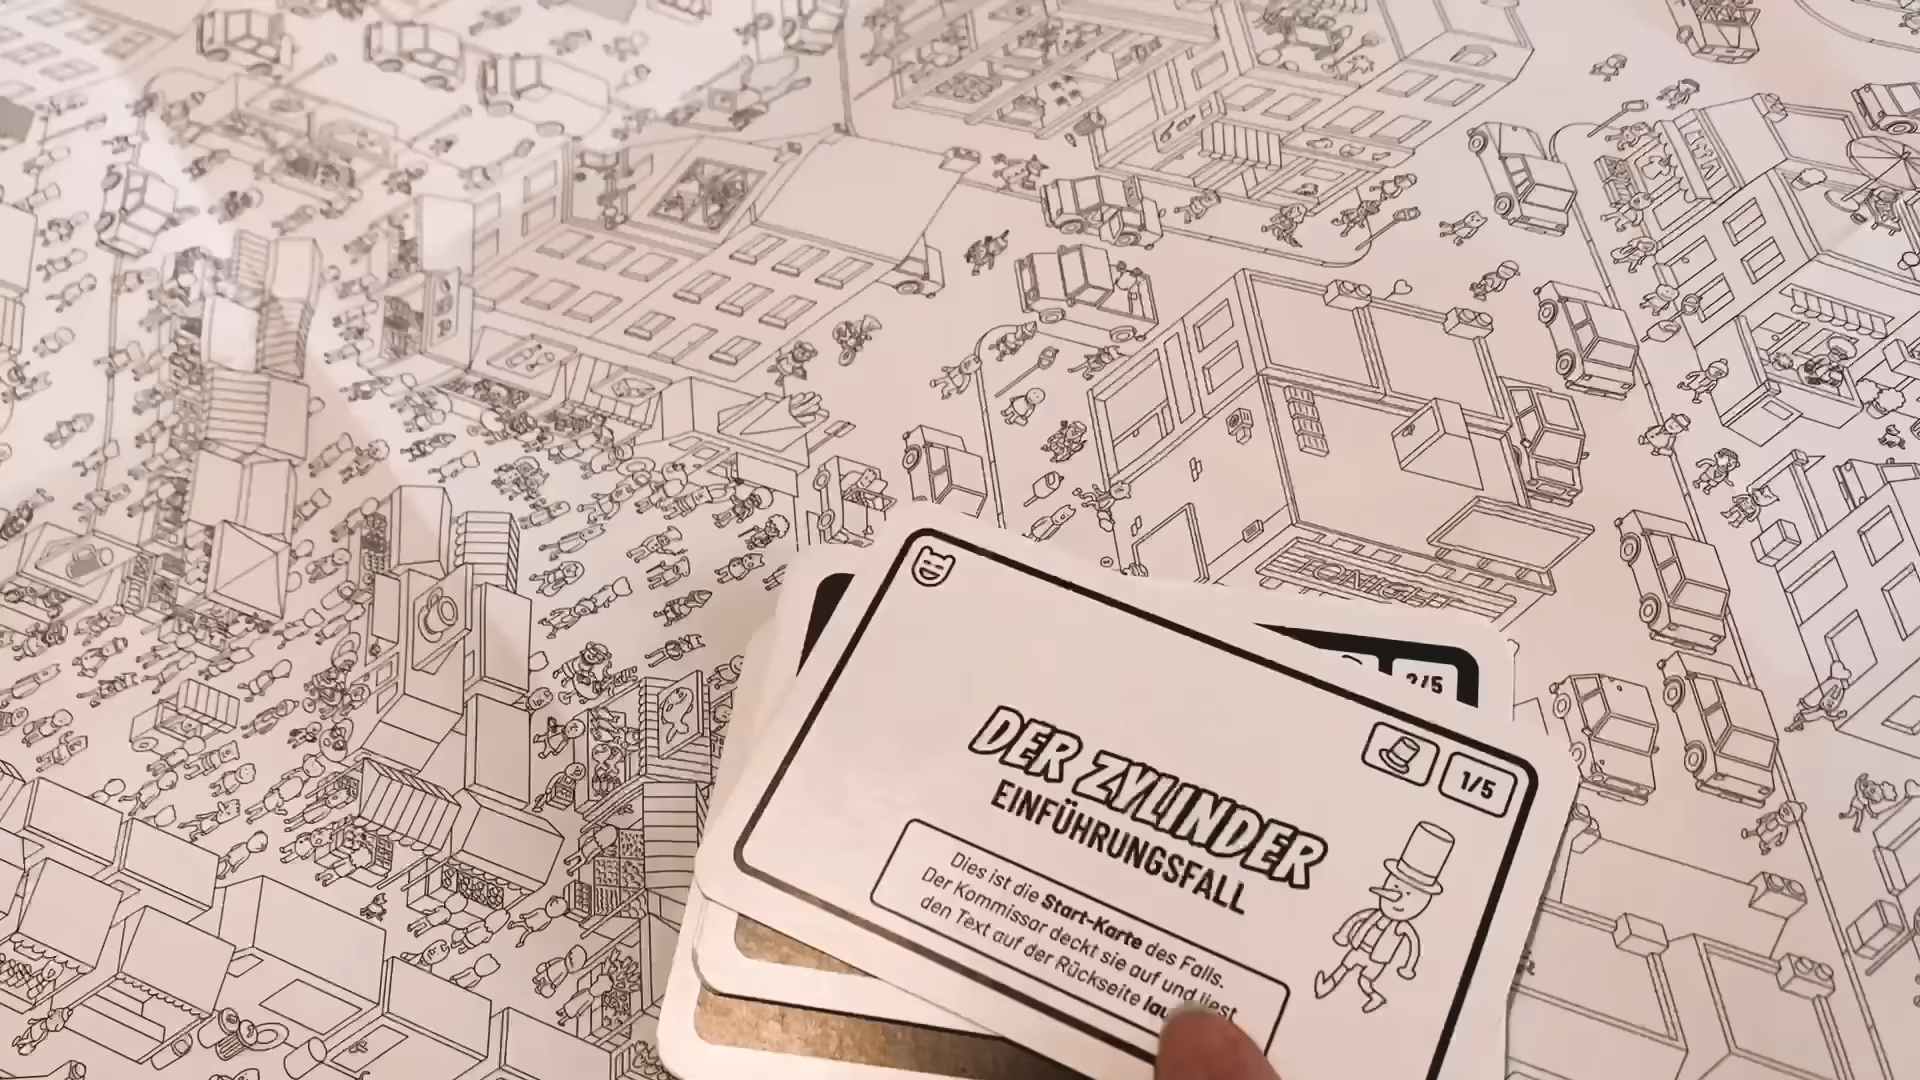 TONIGHT
2/5
1/5
DER ZYLINDER
EINFÜHRUNGSFALL
Dies ist die Start-Karte des Falls.
Der Kommissar deckt sie auf und liest
den Text auf der Rückseite